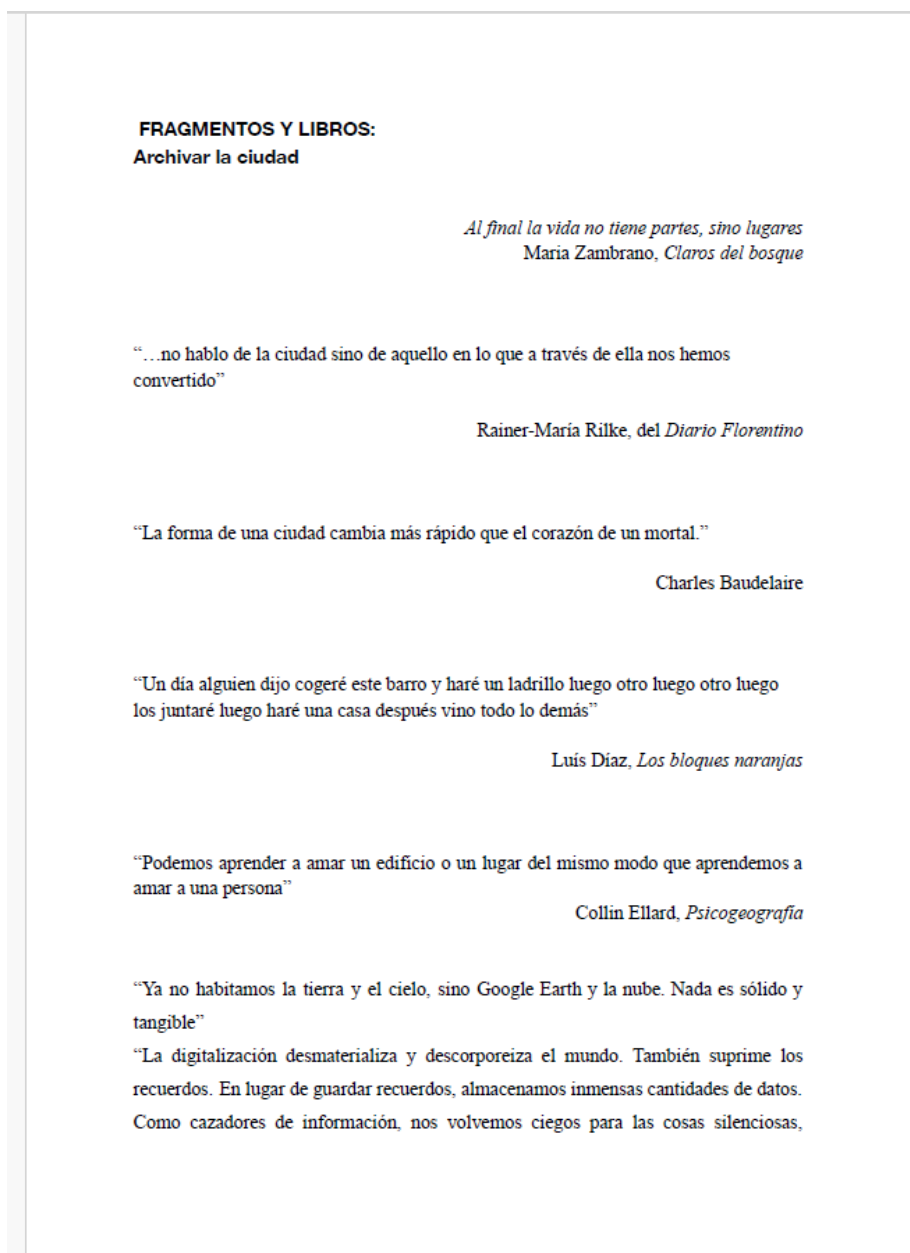 FRAGMENTOS Y LIBROS:
Archivar la ciudad
Al final la vida no tiene partes, sino lugares
Maria Zambrano, Claros del bosque
“…no hablo de la ciudad sino de aquello en lo que a través de ella nos hemos
convertido”
Rainer-María Rilke, del Diario Florentino
“La forma de una ciudad cambia más rápido que el corazón de un mortal.”
Charles Baudelaire
“Un día alguien dijo cogeré este barro y haré un ladrillo luego otro luego otro luego
los juntaré luego haré una casa después vino todo lo demás”
Luís Díaz, Los bloques naranjas
“Podemos aprender a amar un edificio o un lugar del mismo modo que aprendemos a
amar a una persona”
Collin Ellard, Psicogeografía
“Ya no habitamos la tierra y el cielo, sino Google Earth y la nube. Nada es sólido y
tangible”
“La digitalización desmaterializa y descorporeiza el mundo. También suprime los
recuerdos. En lugar de guardar recuerdos, almacenamos inmensas cantidades de datos.
Como cazadores de información, nos volvemos ciegos para las cosas silenciosas,